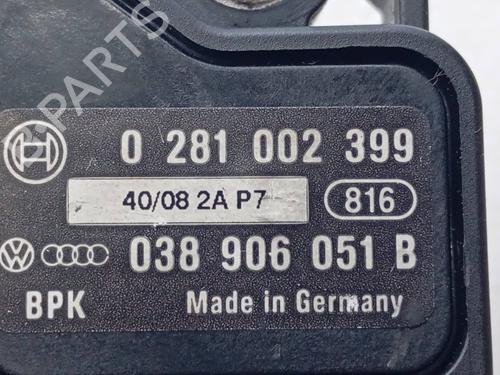 0 281 002 399
40/08 2A P7 816
038 906 051 B
BPK Made in Germany
PARTS